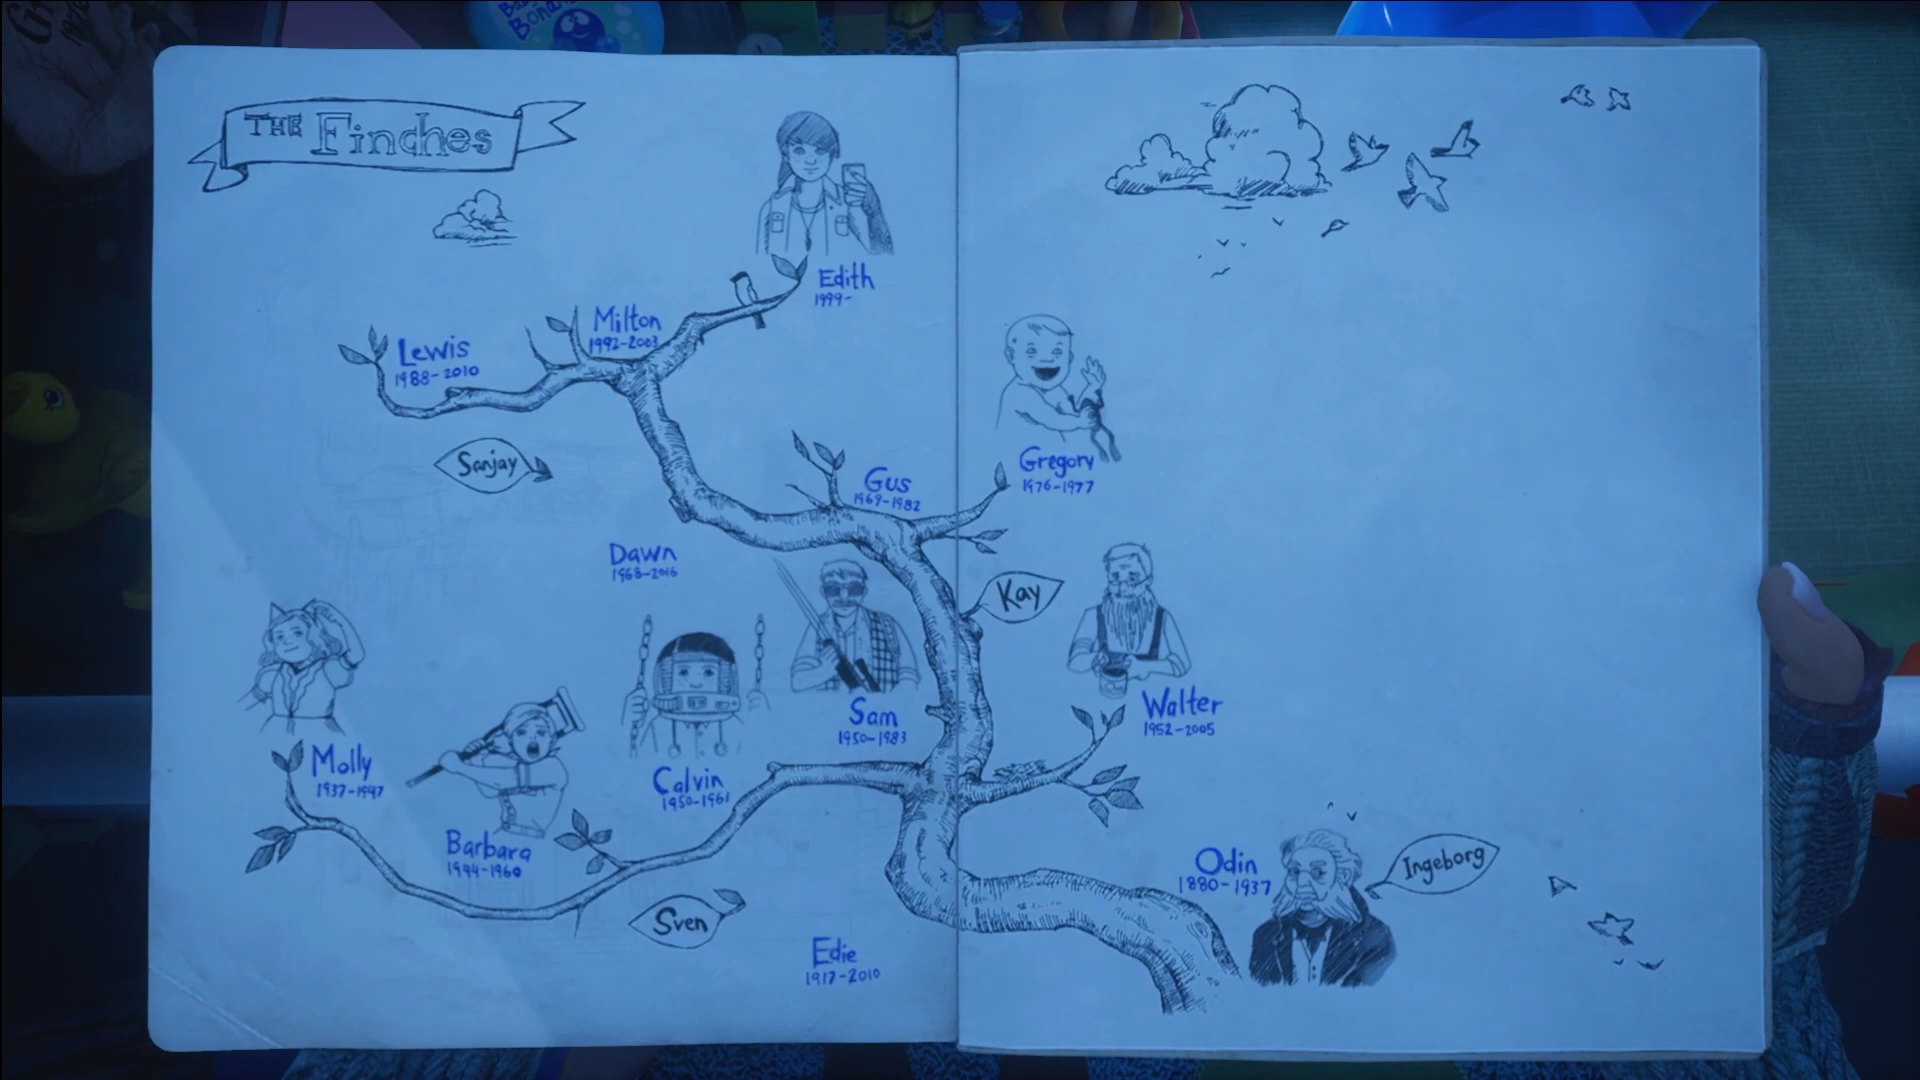 THE Finches
Edith
1999-
Milton
1992-2003
Lewis
1988-2010
Sanjay
Gus
1969-1982
Gregory
1976-1977
Dawn
1968-2016
Kay
Sam
1950-1983
Walter
1952-2005
Molly
1937-1947
Calvin
1950-1961
Barbara
1944-1960
Odin
1880-1937
Ingeborg
Sven
Edie
1917-2010